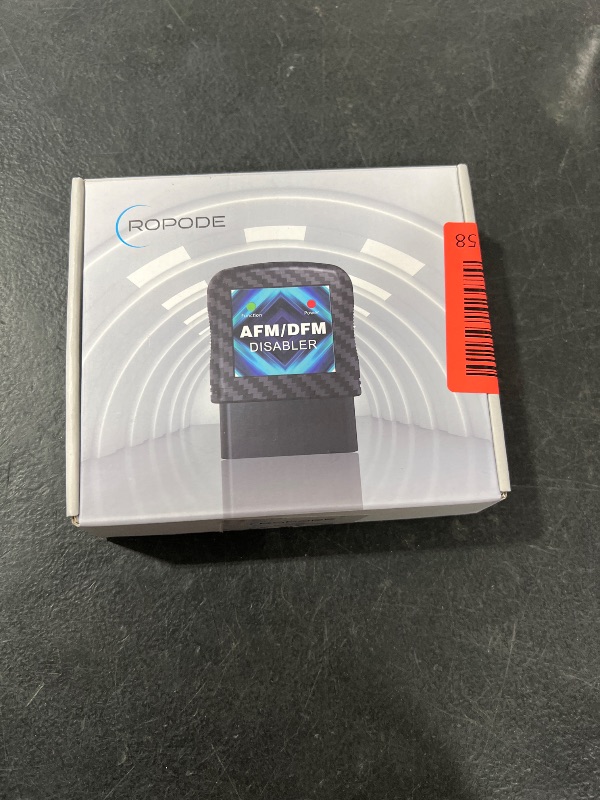 ROPODE
58
Function
Power
AFM/DFM
DISABLER